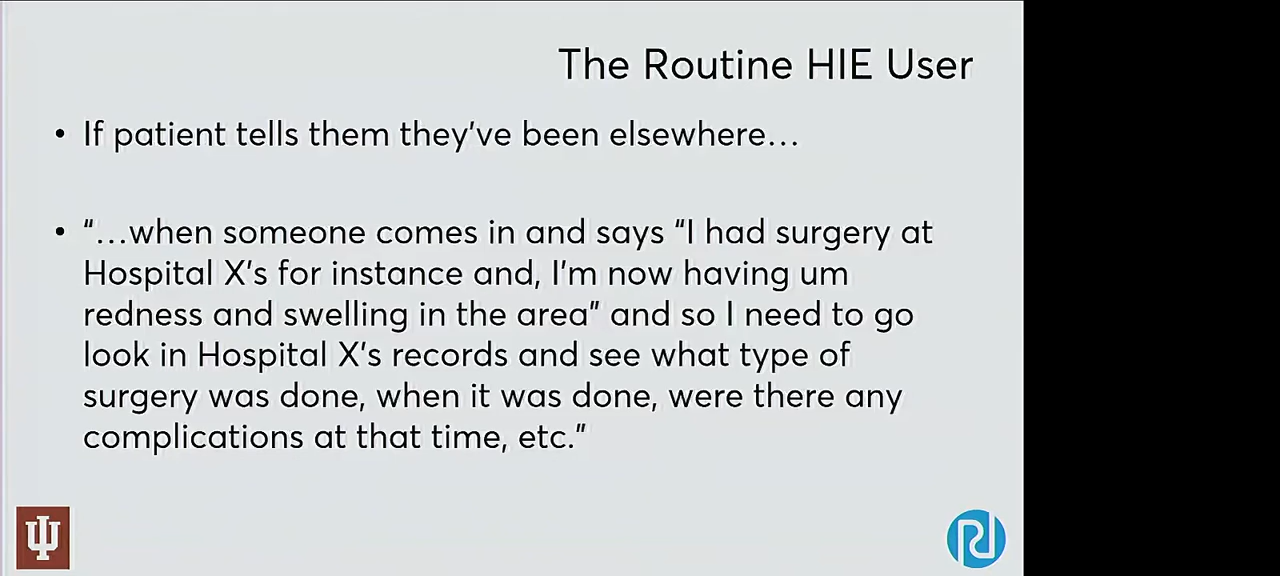 The Routine HIE User
• If patient tells them they’ve been elsewhere…
• “…when someone comes in and says “I had surgery at
Hospital X’s for instance and, I’m now having um
redness and swelling in the area” and so I need to go
look in Hospital X’s records and see what type of
surgery was done, when it was done, were there any
complications at that time, etc.”